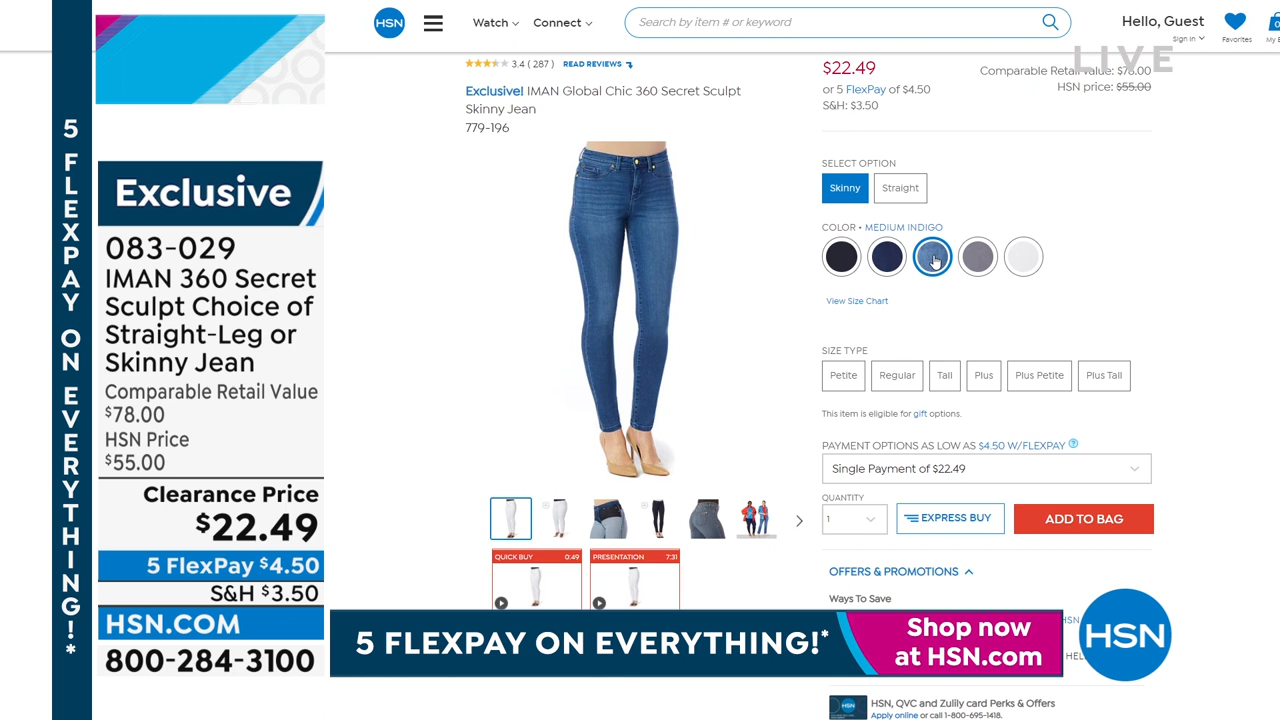 5 FLEXPAY ON EVERYTHING!*
Exclusive
083-029
IMAN 360 Secret
Sculpt Choice of
Straight-Leg or
Skinny Jean
Comparable Retail Value
$78.00
HSN Price
$55.00
Clearance Price
$22.49
5 FlexPay $4.50
S&H $3.50
HSN.COM
800-284-3100
HSN
Watch
Connect
Search by item # or keyword
Hello, Guest
Sign In
Favorites
My
0
LIVE
3.4 ( 287 )
READ REVIEWS
Exclusive! IMAN Global Chic 360 Secret Sculpt
Skinny Jean
779-196
QUICK BUY 0:49
PRESENTATION 7:31
$22.49
Comparable Retail Value: $78.00
or 5 FlexPay of $4.50
HSN price: $55.00
S&H: $3.50
SELECT OPTION
Skinny
Straight
COLOR • MEDIUM INDIGO
View Size Chart
SIZE TYPE
Petite
Regular
Tall
Plus
Plus Petite
Plus Tall
This item is eligible for gift options.
PAYMENT OPTIONS AS LOW AS $4.50 W/FLEXPAY ?
Single Payment of $22.49
QUANTITY
1
EXPRESS BUY
ADD TO BAG
OFFERS & PROMOTIONS
Ways To Save
5 FLEXPAY ON EVERYTHING!*
Shop now
at HSN.com
HSN
HSN, QVC and Zulily card Perks & Offers
Apply online or call 1-800-695-1418.